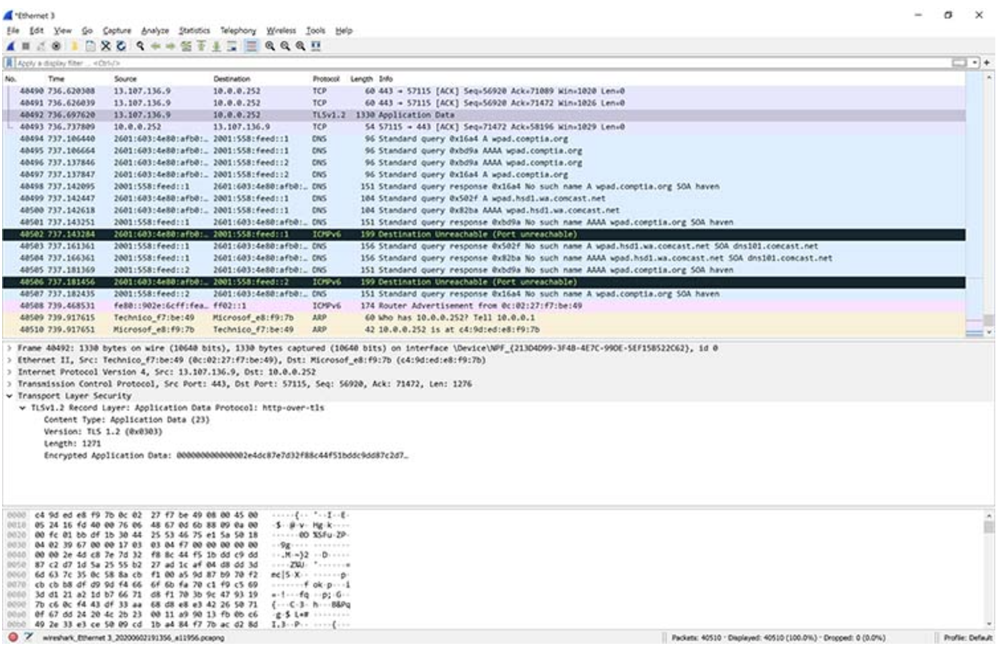 *Ethernet 3
File Edit View Go Capture Analyze Statistics Telephony Wireless Tools Help
Apply a display filter ... <Ctrl-/>
No. Time Source Destination Protocol Length Info
40490 736.620308 13.107.136.9 10.0.0.252 TCP 60 443 → 57115 [ACK] Seq=56920 Ack=71089 Win=1020 Len=0
40491 736.626039 13.107.136.9 10.0.0.252 TCP 60 443 → 57115 [ACK] Seq=56920 Ack=71472 Win=1026 Len=0
40492 736.697620 13.107.136.9 10.0.0.252 TLSv1.2 1330 Application Data
40493 736.737809 10.0.0.252 13.107.136.9 TCP 54 57115 → 443 [ACK] Seq=71472 Ack=58196 Win=1029 Len=0
40494 737.106440 2601:603:4e80:afb0:… 2001:558:feed::1 DNS 96 Standard query 0x16a4 A wpad.comptia.org
40495 737.106664 2601:603:4e80:afb0:… 2001:558:feed::1 DNS 96 Standard query 0xbd9a AAAA wpad.comptia.org
40496 737.137846 2601:603:4e80:afb0:… 2001:558:feed::2 DNS 96 Standard query 0xbd9a AAAA wpad.comptia.org
40497 737.137847 2601:603:4e80:afb0:… 2001:558:feed::2 DNS 96 Standard query 0x16a4 A wpad.comptia.org
40498 737.142095 2001:558:feed::1 2601:603:4e80:afb0:… DNS 151 Standard query response 0x16a4 No such name A wpad.comptia.org SOA haven
40499 737.142447 2601:603:4e80:afb0:… 2001:558:feed::1 DNS 104 Standard query 0x502f A wpad.hsd1.wa.comcast.net
40500 737.142618 2601:603:4e80:afb0:… 2001:558:feed::1 DNS 104 Standard query 0x82ba AAAA wpad.hsd1.wa.comcast.net
40501 737.143251 2001:558:feed::1 2601:603:4e80:afb0:… DNS 151 Standard query response 0xbd9a No such name AAAA wpad.comptia.org SOA haven
40502 737.143284 2601:603:4e80:afb0:… 2001:558:feed::1 ICMPv6 199 Destination Unreachable (Port unreachable)
40503 737.161361 2001:558:feed::1 2601:603:4e80:afb0:… DNS 156 Standard query response 0x502f No such name A wpad.hsd1.wa.comcast.net SOA dns101.comcast.net
40504 737.166361 2001:558:feed::1 2601:603:4e80:afb0:… DNS 156 Standard query response 0x82ba No such name AAAA wpad.hsd1.wa.comcast.net SOA dns101.comcast.net
40505 737.181369 2001:558:feed::2 2601:603:4e80:afb0:… DNS 151 Standard query response 0xbd9a No such name AAAA wpad.comptia.org SOA haven
40506 737.181456 2601:603:4e80:afb0:… 2001:558:feed::2 ICMPv6 199 Destination Unreachable (Port unreachable)
40507 737.182435 2001:558:feed::2 2601:603:4e80:afb0:… DNS 151 Standard query response 0x16a4 No such name A wpad.comptia.org SOA haven
40508 739.468531 fe80::902e:6cff:fea… ff02::1 ICMPv6 174 Router Advertisement from 0c:02:27:f7:be:49
40509 739.917615 Technico_f7:be:49 Microsof_e8:f9:7b ARP 60 Who has 10.0.0.252? Tell 10.0.0.1
40510 739.917651 Microsof_e8:f9:7b Technico_f7:be:49 ARP 42 10.0.0.252 is at c4:9d:ed:e8:f9:7b
Frame 40492: 1330 bytes on wire (10640 bits), 1330 bytes captured (10640 bits) on interface \Device\NPF_{213D4D99-3F4B-4E7C-99DE-5EF15B522C62}, id 0
Ethernet II, Src: Technico_f7:be:49 (0c:02:27:f7:be:49), Dst: Microsof_e8:f9:7b (c4:9d:ed:e8:f9:7b)
Internet Protocol Version 4, Src: 13.107.136.9, Dst: 10.0.0.252
Transmission Control Protocol, Src Port: 443, Dst Port: 57115, Seq: 56920, Ack: 71472, Len: 1276
Transport Layer Security
TLSv1.2 Record Layer: Application Data Protocol: http-over-tls
Content Type: Application Data (23)
Version: TLS 1.2 (0x0303)
Length: 1271
Encrypted Application Data: 00000000000000002e4dc87e7d32f88c44f51bddc9dd87c2d7…
0000 c4 9d ed e8 f9 7b 0c 02 27 f7 be 49 08 00 45 00
0010 05 24 16 fd 40 00 76 06 48 67 0d 6b 88 09 0a 00
0020 00 fc 01 bb df 1b 30 44 25 53 46 75 e1 5a 50 18
0030 04 02 39 67 00 00 17 03 03 04 f7 00 00 00 00 00
0040 00 00 2e 4d c8 7e 7d 32 f8 8c 44 f5 1b dd c9 dd
0050 87 c2 d7 1d 5a 25 55 b2 27 ad 1c af 04 d8 dd 3d
0060 6d 63 7c 35 0c 58 8a cb f1 00 a5 9d 87 b9 70 f2
0070 cb cb b8 df d9 9d f4 66 6f 6b fa 70 c1 f9 c5 69
0080 3d d1 21 a2 1d b7 66 71 d8 f1 70 3b 9c 47 93 19
0090 7b c6 0c f4 43 df 33 aa 68 d8 e8 e3 42 26 50 71
00a0 0f 67 dd 24 20 4c 2b 23 00 11 a9 90 13 fb 0b c6
00b0 49 2e 33 e3 ce 50 09 cd 1b a4 84 f7 7b ac d2 8d
wireshark_Ethernet 3_20200602191356_a11956.pcapng
Packets: 40510 · Displayed: 40510 (100.0%) · Dropped: 0 (0.0%)
Profile: Default